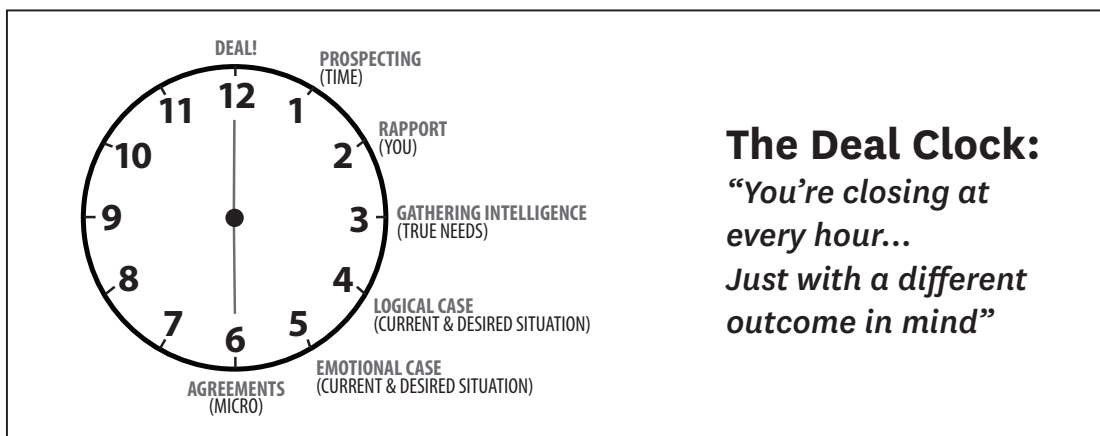 DEAL!
PROSPECTING
(TIME)
RAPPORT
(YOU)
GATHERING INTELLIGENCE
(TRUE NEEDS)
LOGICAL CASE
(CURRENT & DESIRED SITUATION)
EMOTIONAL CASE
(CURRENT & DESIRED SITUATION)
AGREEMENTS
(MICRO)
12
1
2
3
4
5
6
7
8
9
10
11
The Deal Clock:
“You’re closing at
every hour...
Just with a different
outcome in mind”